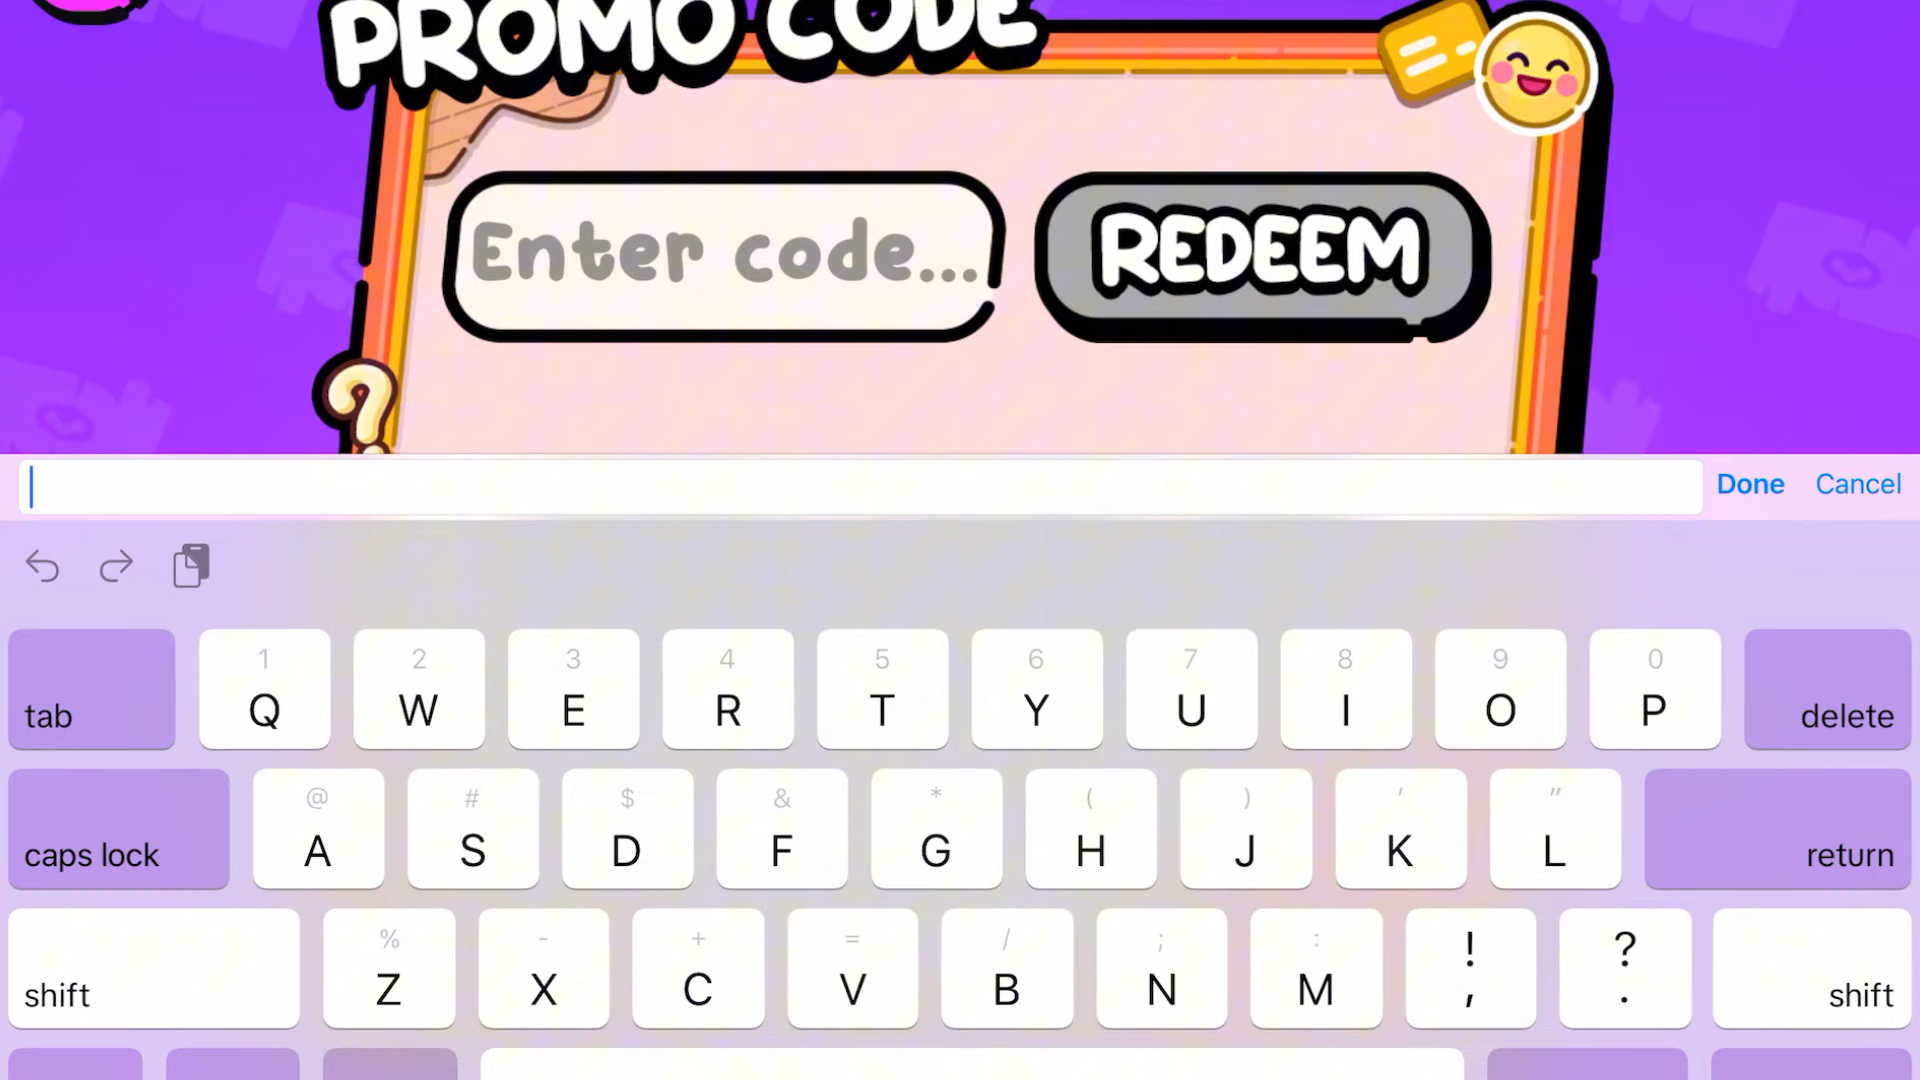 PROMO CODE
Enter code...
REDEEM
Done Cancel
1 2 3 4 5 6 7 8 9 0
tab Q W E R T Y U I O P delete
@ # $ & * ( ) ' "
caps lock A S D F G H J K L return
% - + = / ; : ! ?
shift Z X C V B N M , . shift